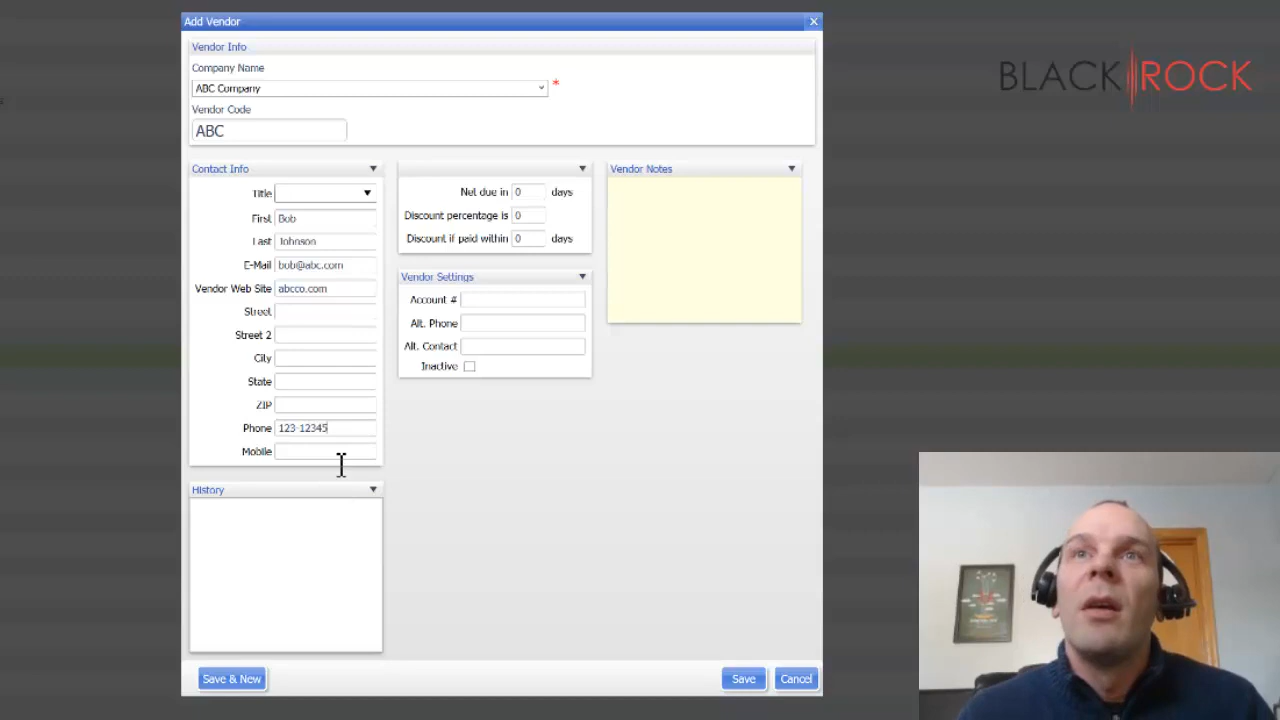 Add Vendor
BLACK ROCK
Vendor Info
Company Name
ABC Company *
Vendor Code
ABC
Contact Info
Title
First Bob
Last Johnson
E-Mail bob@abc.com
Vendor Web Site abcco.com
Street
Street 2
City
State
ZIP
Phone 123-12345
Mobile
Net due in 0 days
Discount percentage is 0
Discount if paid within 0 days
Vendor Settings
Account #
Alt. Phone
Alt. Contact
Inactive
Vendor Notes
History
Save & New
Save
Cancel